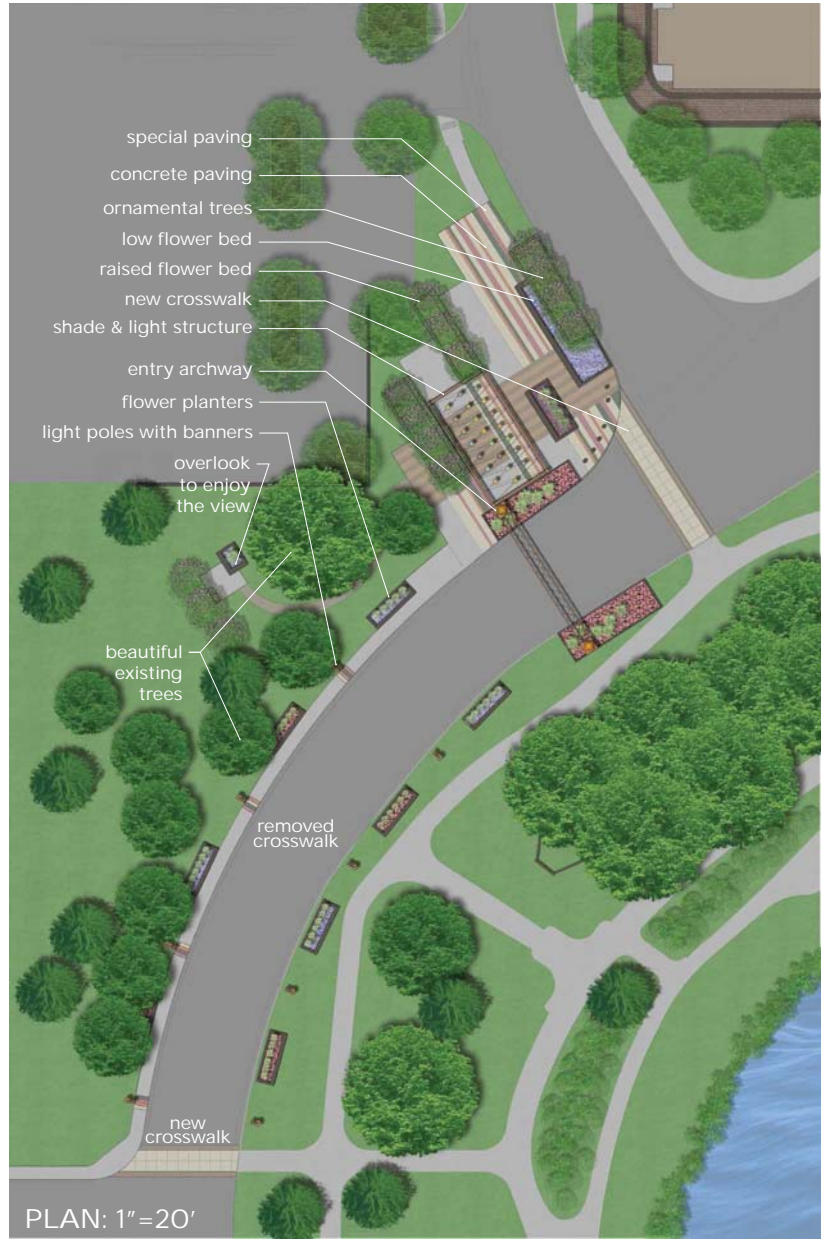 special paving
concrete paving
ornamental trees
low flower bed
raised flower bed
new crosswalk
shade & light structure
entry archway
flower planters
light poles with banners
overlook
to enjoy
the view
beautiful
existing
trees
removed
crosswalk
new
crosswalk
PLAN: 1"=20'